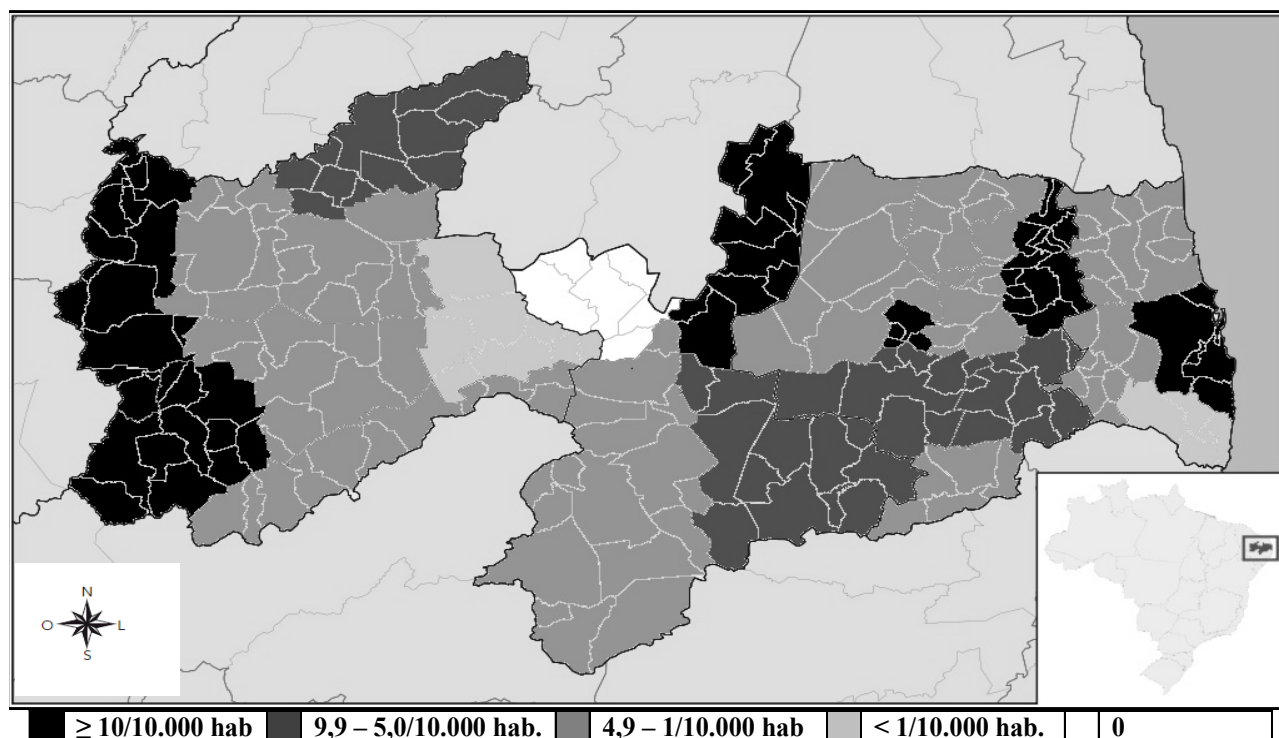 N
O L
S
≥ 10/10.000 hab 9,9 – 5,0/10.000 hab. 4,9 – 1/10.000 hab < 1/10.000 hab. 0